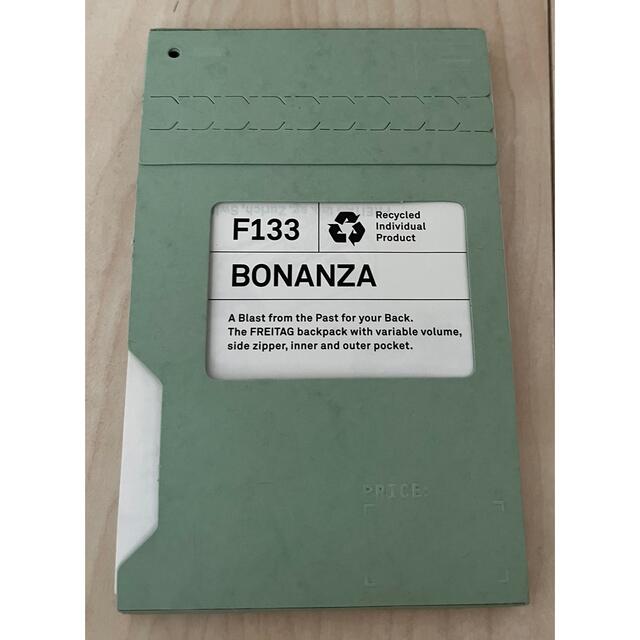 F133
Recycled
Individual
Product
BONANZA
A Blast from the Past for your Back.
The FREITAG backpack with variable volume,
side zipper, inner and outer pocket.
PRICE: